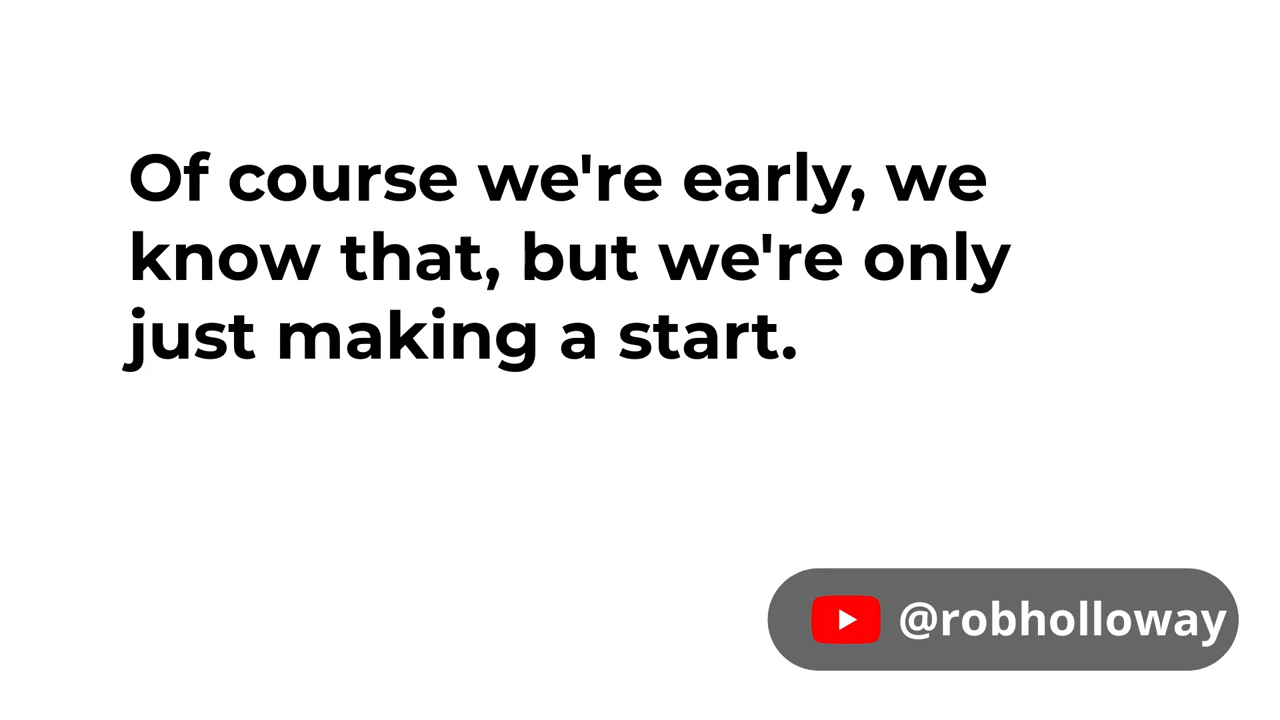 Of course we're early, we
know that, but we're only
just making a start.
@robholloway